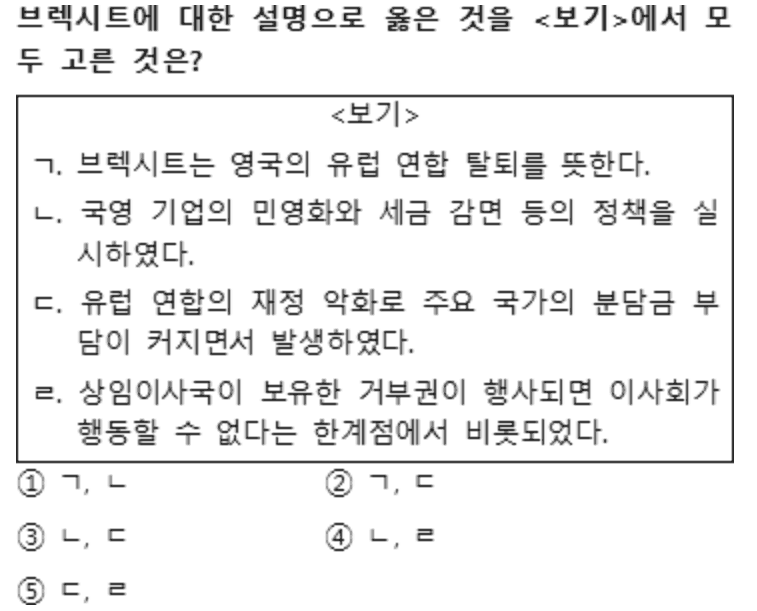 브렉시트에 대한 설명으로 옳은 것을 <보기>에서 모
두 고른 것은?
<보기>
ㄱ. 브렉시트는 영국의 유럽 연합 탈퇴를 뜻한다.
ㄴ. 국영 기업의 민영화와 세금 감면 등의 정책을 실
시하였다.
ㄷ. 유럽 연합의 재정 악화로 주요 국가의 분담금 부
담이 커지면서 발생하였다.
ㄹ. 상임이사국이 보유한 거부권이 행사되면 이사회가
행동할 수 없다는 한계점에서 비롯되었다.
① ㄱ, ㄴ ② ㄱ, ㄷ
③ ㄴ, ㄷ ④ ㄴ, ㄹ
⑤ ㄷ, ㄹ